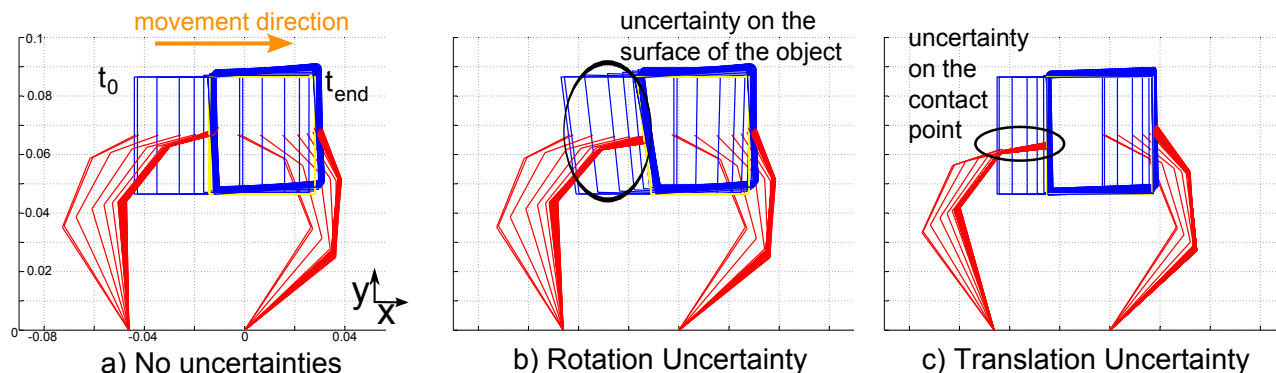 movement direction
uncertainty on the
surface of the object
uncertainty
on the
contact
point
0.1
0.08
0.06
0.04
0.02
0
t0
tend
y
x
-0.08
-0.04
0
0.04
a) No uncertainties
b) Rotation Uncertainty
c) Translation Uncertainty